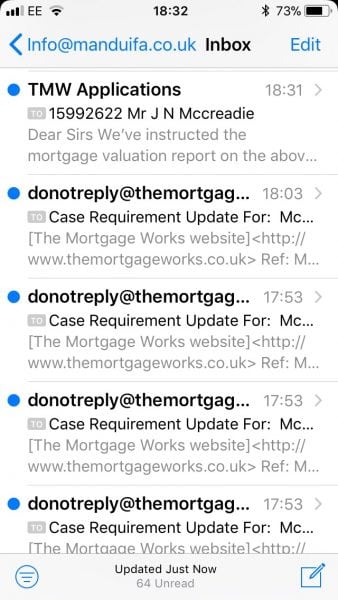 EE 18:32 73%
Info@manduifa.co.uk Inbox Edit
TMW Applications 18:31
TO 15992622 Mr J N Mccreadie
Dear Sirs We've instructed the
mortgage valuation report on the abov...
donotreply@themortgag... 18:03
TO Case Requirement Update For: Mc...
[The Mortgage Works website]<http://
www.themortgageworks.co.uk> Ref: M...
donotreply@themortgag... 17:53
TO Case Requirement Update For: Mc...
[The Mortgage Works website]<http://
www.themortgageworks.co.uk> Ref: M...
donotreply@themortgag... 17:53
TO Case Requirement Update For: Mc...
[The Mortgage Works website]<http://
www.themortgageworks.co.uk> Ref: M...
donotreply@themortgag... 17:53
TO Case Requirement Update For: Mc...
[The Mortgage Works website]<http://
Updated Just Now
64 Unread